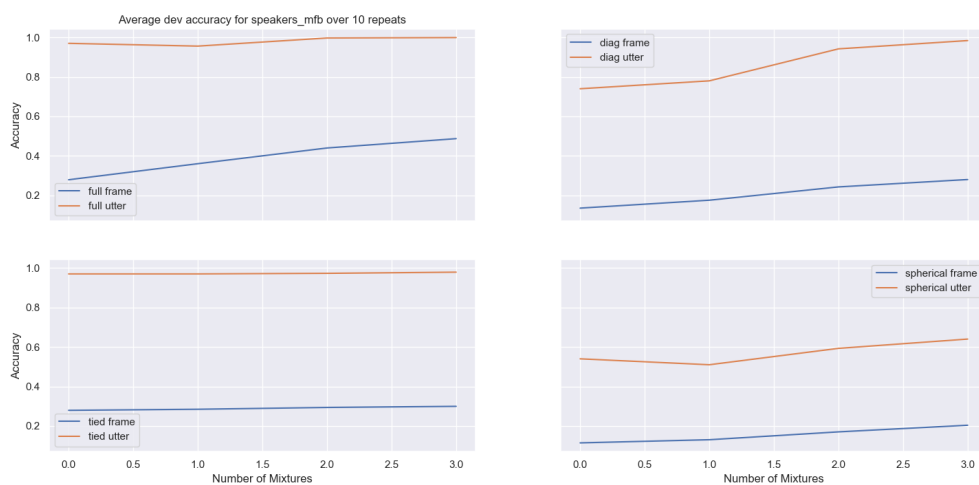 Average dev accuracy for speakers_mfb over 10 repeats
1.0
0.8
0.6
0.4
0.2
Accuracy
full frame
full utter
diag frame
diag utter
1.0
0.8
0.6
0.4
0.2
Accuracy
tied frame
tied utter
0.0 0.5 1.0 1.5 2.0 2.5 3.0
Number of Mixtures
spherical frame
spherical utter
0.0 0.5 1.0 1.5 2.0 2.5 3.0
Number of Mixtures